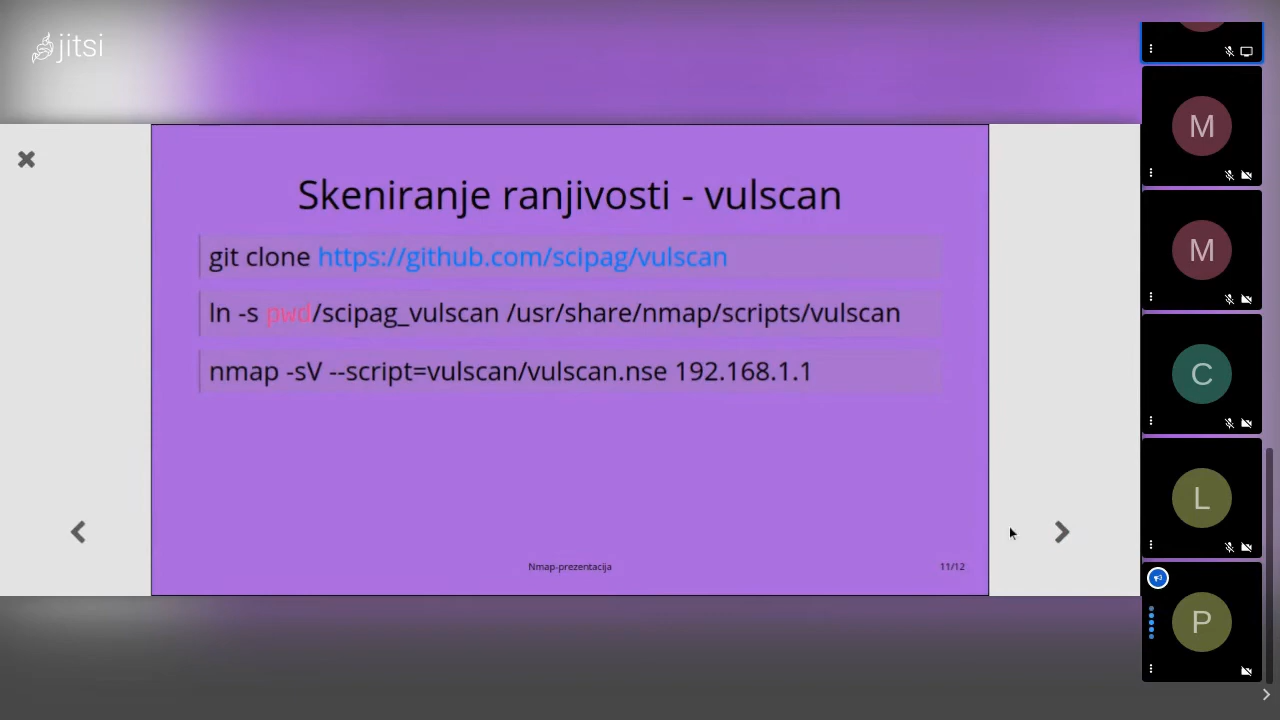 jitsi
Skeniranje ranjivosti - vulscan
git clone https://github.com/scipag/vulscan
ln -s pwd/scipag_vulscan /usr/share/nmap/scripts/vulscan
nmap -sV --script=vulscan/vulscan.nse 192.168.1.1
Nmap-prezentacija
11/12
M
M
C
L
P